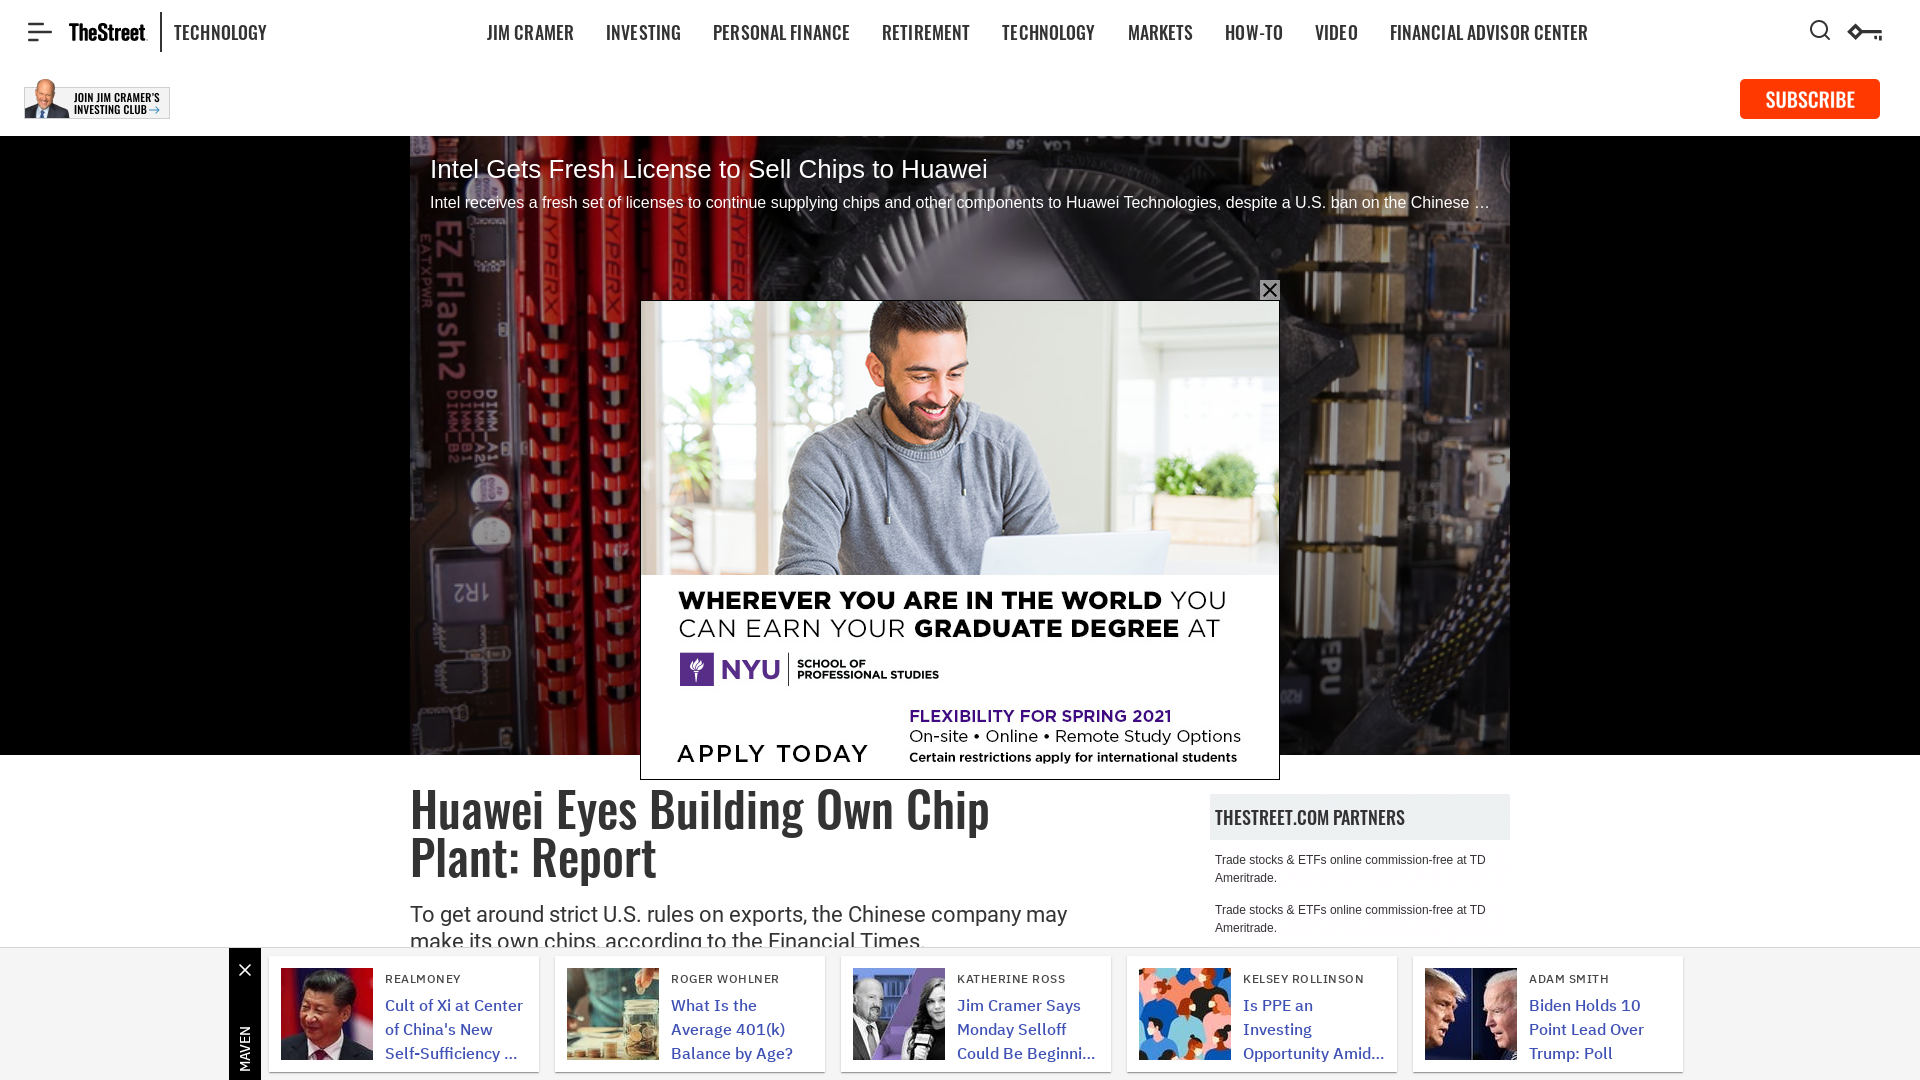 TheStreet
TECHNOLOGY
JIM CRAMER
INVESTING
PERSONAL FINANCE
RETIREMENT
TECHNOLOGY
MARKETS
HOW-TO
VIDEO
FINANCIAL ADVISOR CENTER
JOIN JIM CRAMER'S
INVESTING CLUB
SUBSCRIBE
Intel Gets Fresh License to Sell Chips to Huawei
Intel receives a fresh set of licenses to continue supplying chips and other components to Huawei Technologies, despite a U.S. ban on the Chinese …
EZ Flash2
EATXPWR
DIMM_A1
DIMM_B2
1R2
LGA
WHEREVER YOU ARE IN THE WORLD YOU
CAN EARN YOUR GRADUATE DEGREE AT
NYU
SCHOOL OF
PROFESSIONAL STUDIES
FLEXIBILITY FOR SPRING 2021
On-site • Online • Remote Study Options
Certain restrictions apply for international students
APPLY TODAY
Huawei Eyes Building Own Chip
Plant: Report
To get around strict U.S. rules on exports, the Chinese company may
make its own chips, according to the Financial Times.
THESTREET.COM PARTNERS
Trade stocks & ETFs online commission-free at TD
Ameritrade.
Trade stocks & ETFs online commission-free at TD
Ameritrade.
MAVEN
REALMONEY
Cult of Xi at Center
of China's New
Self-Sufficiency ...
ROGER WOHLNER
What Is the
Average 401(k)
Balance by Age?
KATHERINE ROSS
Jim Cramer Says
Monday Selloff
Could Be Beginni...
KELSEY ROLLINSON
Is PPE an
Investing
Opportunity Amid...
ADAM SMITH
Biden Holds 10
Point Lead Over
Trump: Poll